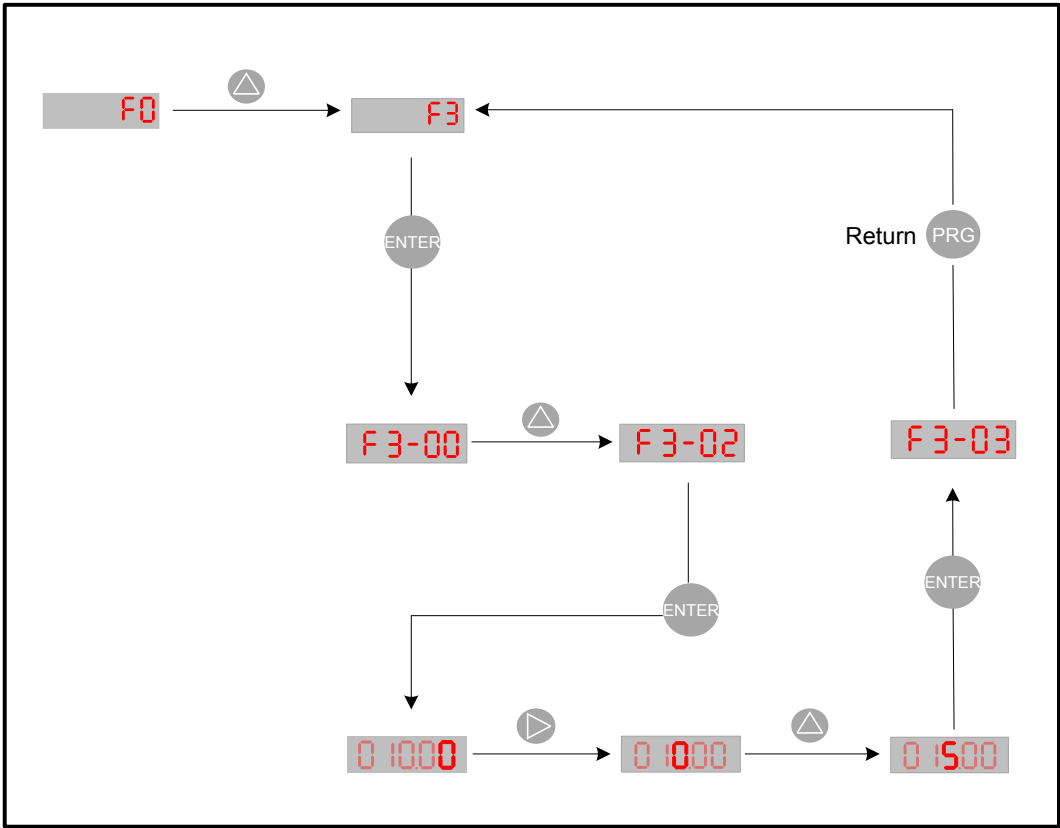 F0
F3
ENTER
Return PRG
F3-00
F3-02
F3-03
ENTER
ENTER
010.00
010.00
015.00